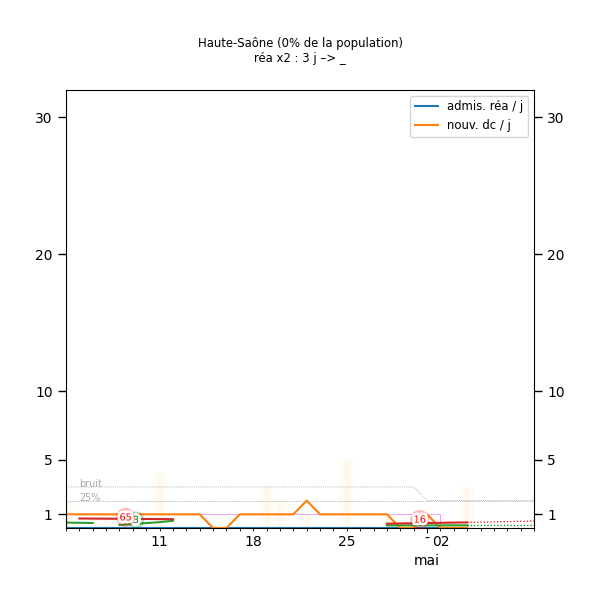 Haute-Saône (0% de la population)
réa x2 : 3 j –> _
admis. réa / j
nouv. dc / j
30 30
20 20
10 10
5 5
bruit
25%
1 65 3 16 1
11 18 25 02
mai